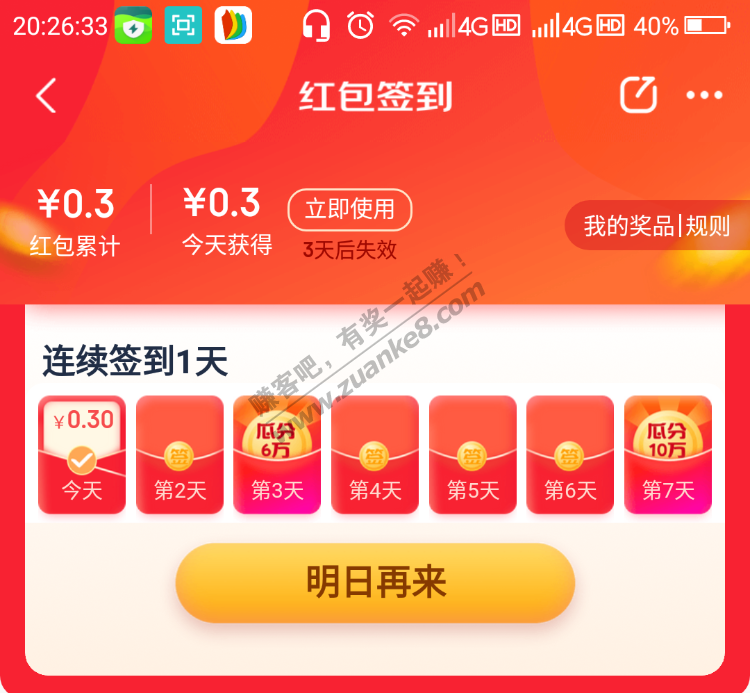 20:26:33 4G HD 4G HD 40%
红包签到
¥0.3 ¥0.3 立即使用
红包累计 今天获得 3天后失效
我的奖品|规则
赚客吧，有奖一起赚！
www.zuanke8.com
连续签到1天
¥0.30 签 瓜分6万 签 签 签 瓜分10万
今天 第2天 第3天 第4天 第5天 第6天 第7天
明日再来